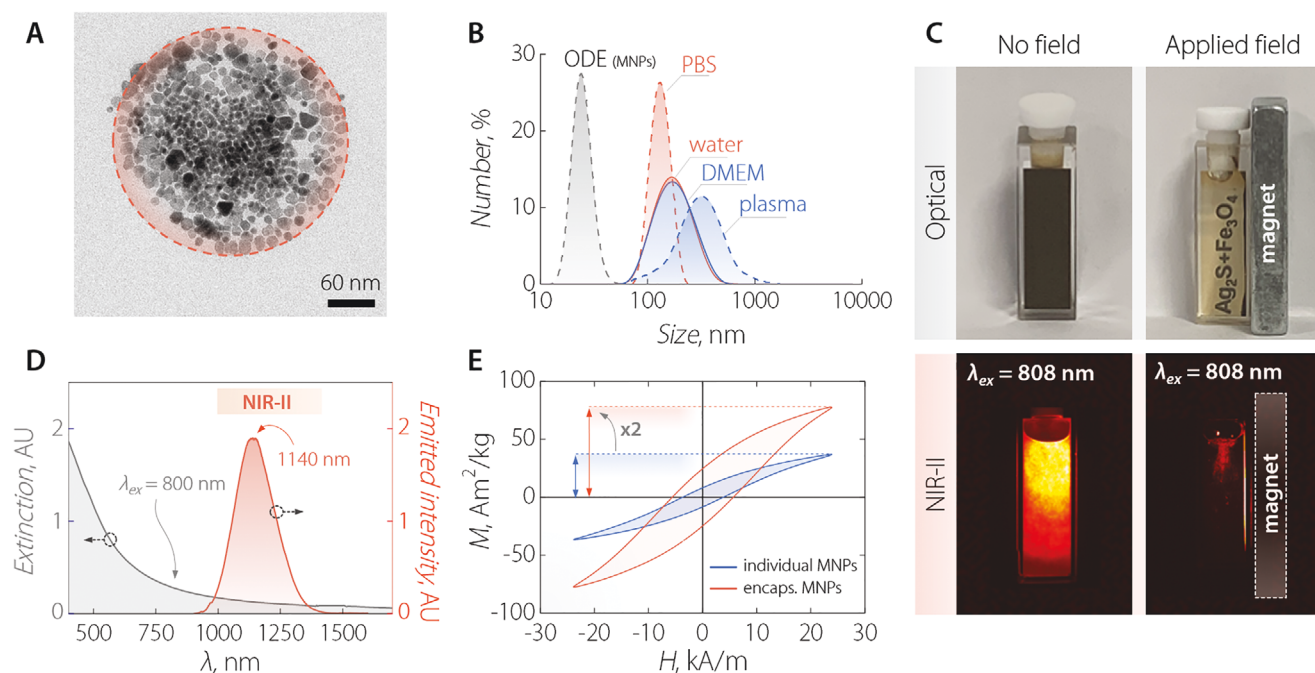 A
60 nm
B
Number, %
30
20
10
0
ODE (MNPs)
PBS
water
DMEM
plasma
10
100
1000
10000
Size, nm
C
No field
Applied field
Optical
Ag₂S+Fe₃O₄
magnet
NIR-II
λex = 808 nm
λex = 808 nm
magnet
D
Extinction, AU
2
1
0
NIR-II
1140 nm
λex = 800 nm
2
1
0
Emitted intensity, AU
500
750
1000
1250
1500
λ, nm
E
M, Am²/kg
100
50
0
-50
-100
x2
individual MNPs
encaps. MNPs
-30
-20
-10
0
10
20
30
H, kA/m